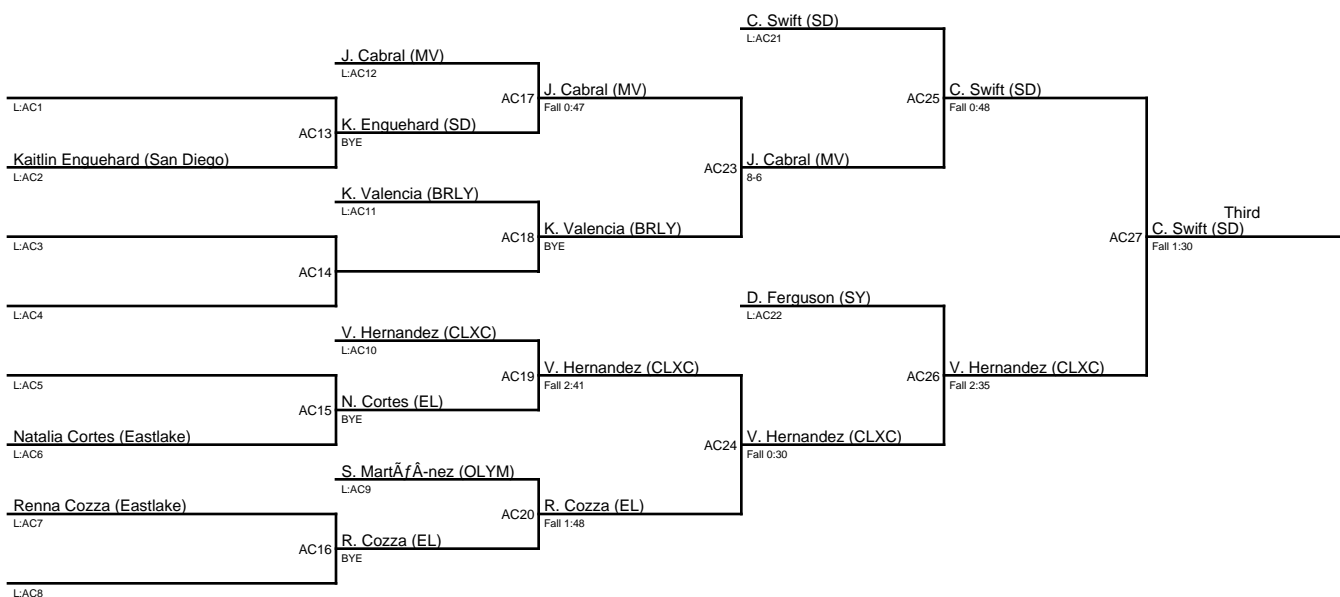 C. Swift (SD)
L:AC21
J. Cabral (MV)
L:AC12
L:AC1
AC17
J. Cabral (MV)
Fall 0:47
AC25
C. Swift (SD)
Fall 0:48
AC13
K. Enguehard (SD)
BYE
Kaitlin Enguehard (San Diego)
L:AC2
AC23
J. Cabral (MV)
8-6
K. Valencia (BRLY)
L:AC11
L:AC3
AC18
K. Valencia (BRLY)
BYE
Third
AC27
C. Swift (SD)
Fall 1:30
AC14
L:AC4
D. Ferguson (SY)
L:AC22
V. Hernandez (CLXC)
L:AC10
L:AC5
AC19
V. Hernandez (CLXC)
Fall 2:41
AC26
V. Hernandez (CLXC)
Fall 2:35
AC15
N. Cortes (EL)
BYE
Natalia Cortes (Eastlake)
L:AC6
AC24
V. Hernandez (CLXC)
Fall 0:30
S. MartÃƒÂ-nez (OLYM)
L:AC9
Renna Cozza (Eastlake)
L:AC7
AC20
R. Cozza (EL)
Fall 1:48
AC16
R. Cozza (EL)
BYE
L:AC8